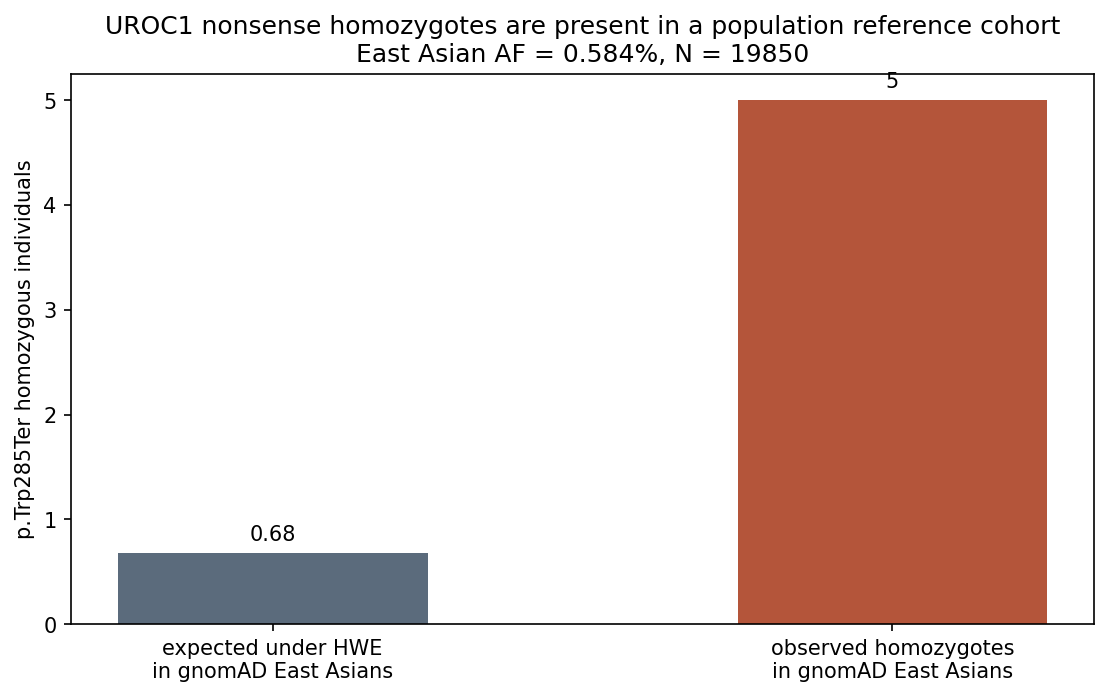 UROC1 nonsense homozygotes are present in a population reference cohort
East Asian AF = 0.584%, N = 19850
p.Trp285Ter homozygous individuals
5
4
3
2
1
0
0.68
5
expected under HWE
in gnomAD East Asians
observed homozygotes
in gnomAD East Asians